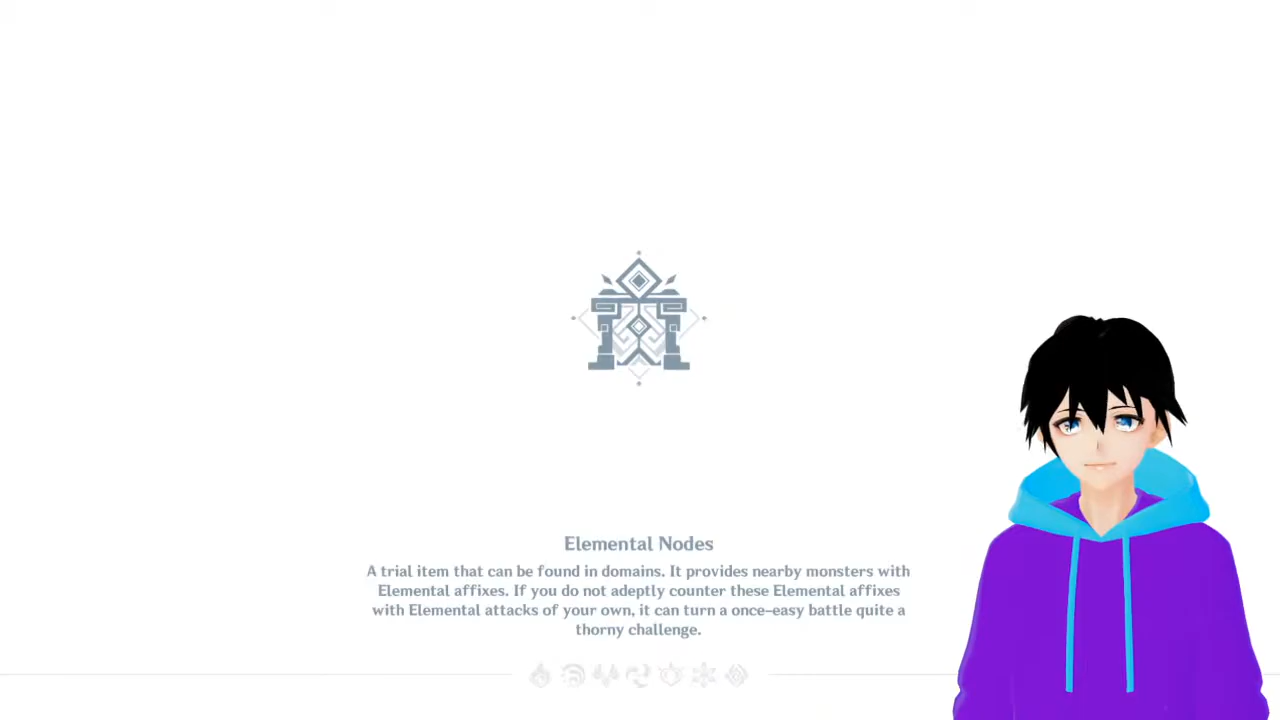 Elemental Nodes
A trial item that can be found in domains. It provides nearby monsters with
Elemental affixes. If you do not adeptly counter these Elemental affixes
with Elemental attacks of your own, it can turn a once-easy battle quite a
thorny challenge.